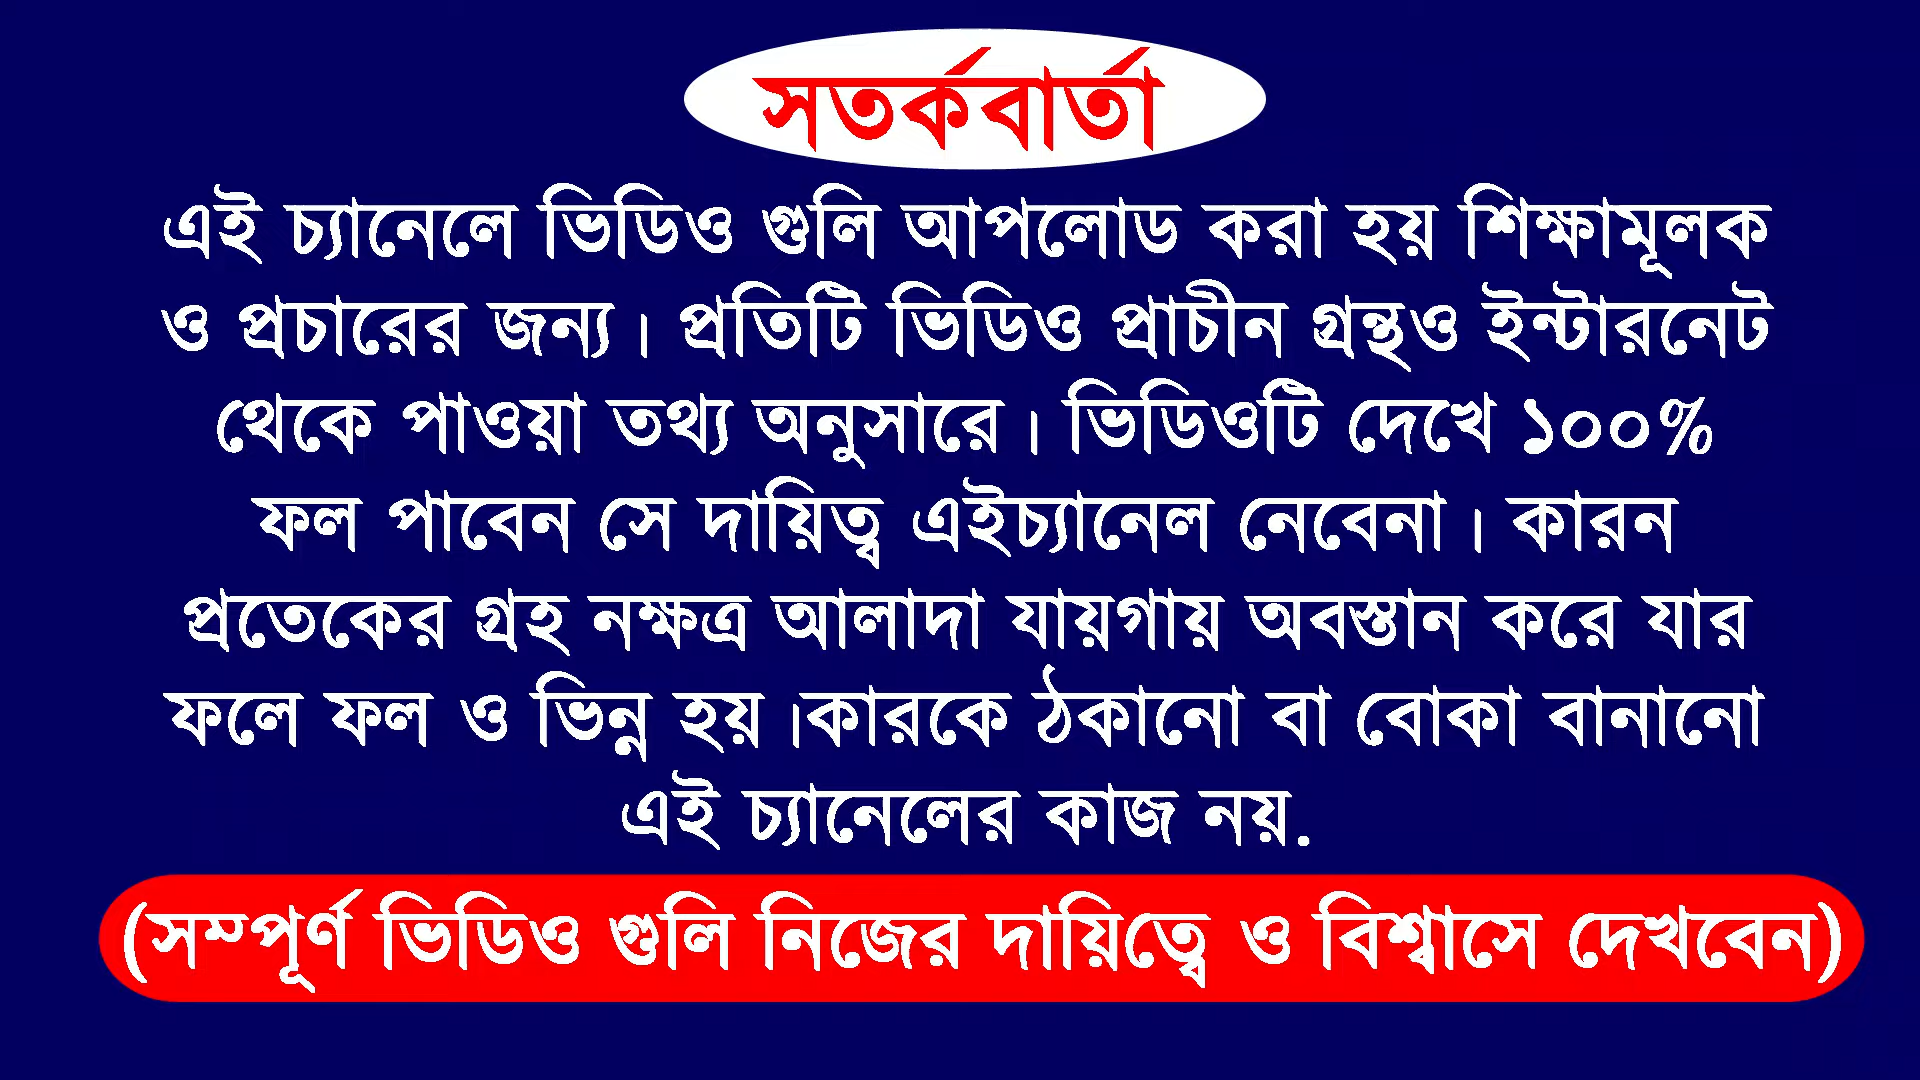 সতর্কবার্তা
এই চ্যানেলে ভিডিও গুলি আপলোড করা হয় শিক্ষামূলক
ও প্রচারের জন্য। প্রতিটি ভিডিও প্রাচীন গ্রন্থও ইন্টারনেট
থেকে পাওয়া তথ্য অনুসারে। ভিডিওটি দেখে ১০০%
ফল পাবেন সে দায়িত্ব এইচ্যানেল নেবেনা। কারন
প্রতেকের গ্রহ নক্ষত্র আলাদা যায়গায় অবস্তান করে যার
ফলে ফল ও ভিন্ন হয়।কারকে ঠকানো বা বোকা বানানো
এই চ্যানেলের কাজ নয়.
(সম্পূর্ণ ভিডিও গুলি নিজের দায়িত্বে ও বিশ্বাসে দেখবেন)